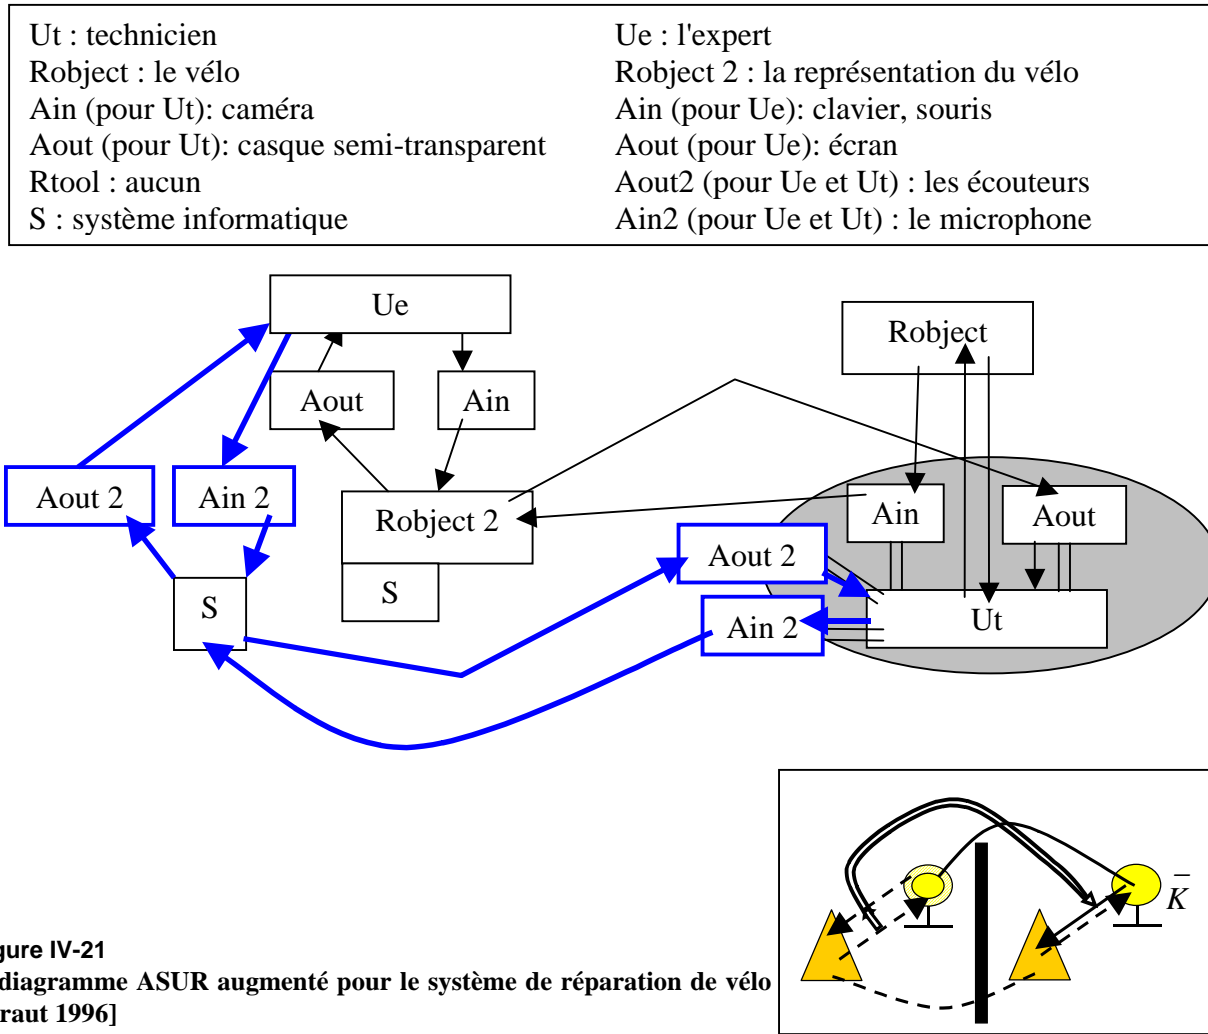 Ut : technicien
Robject : le vélo
Ain (pour Ut): caméra
Aout (pour Ut): casque semi-transparent
Rtool : aucun
S : système informatique
Ue : l'expert
Robject 2 : la représentation du vélo
Ain (pour Ue): clavier, souris
Aout (pour Ue): écran
Aout2 (pour Ue et Ut) : les écouteurs
Ain2 (pour Ue et Ut) : le microphone
Ue
Robject
Aout
Ain
Aout 2
Ain 2
Robject 2
Ain
Aout
S
S
Aout 2
Ain 2
Ut
K̅
gure IV-21
diagramme ASUR augmenté pour le système de réparation de vélo
raut 1996]